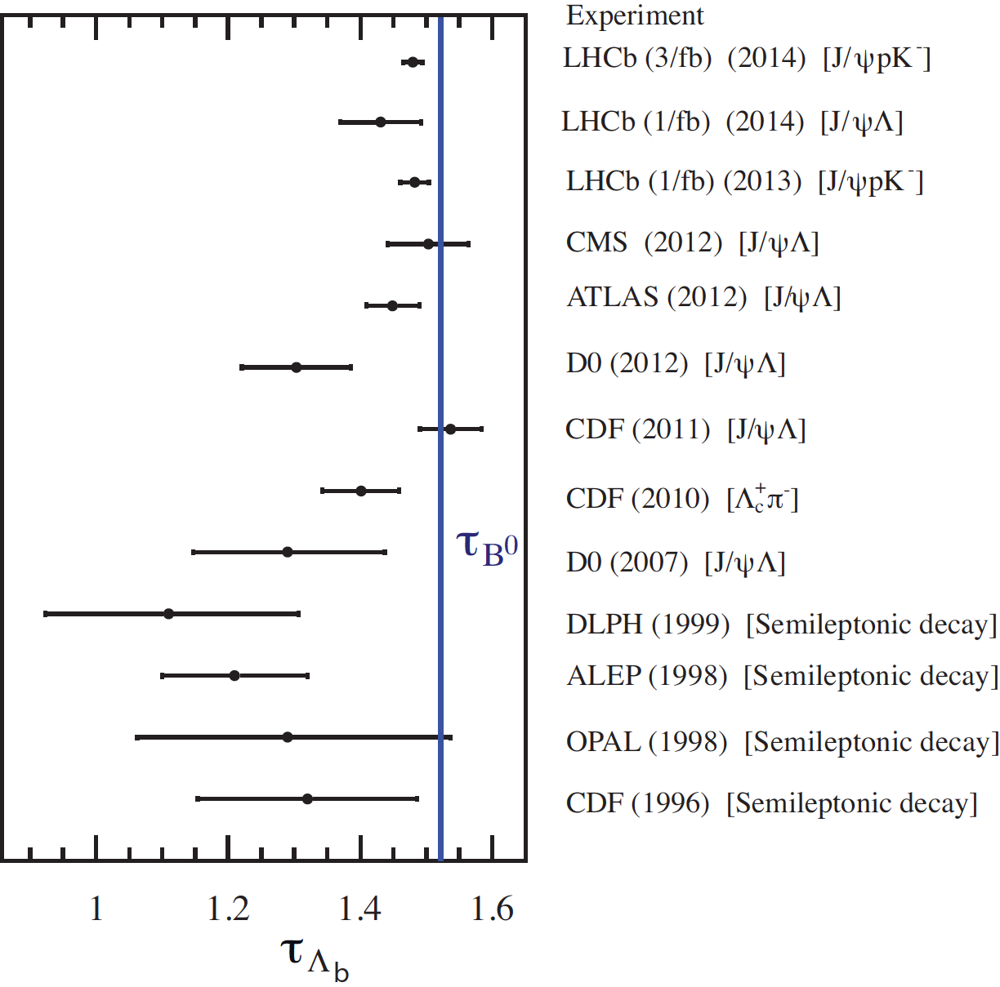 Experiment
LHCb (3/fb) (2014) [J/ψpK⁻]
LHCb (1/fb) (2014) [J/ψΛ]
LHCb (1/fb) (2013) [J/ψpK⁻]
CMS (2012) [J/ψΛ]
ATLAS (2012) [J/ψΛ]
D0 (2012) [J/ψΛ]
CDF (2011) [J/ψΛ]
CDF (2010) [Λc⁺π⁻]
τB⁰
D0 (2007) [J/ψΛ]
DLPH (1999) [Semileptonic decay]
ALEP (1998) [Semileptonic decay]
OPAL (1998) [Semileptonic decay]
CDF (1996) [Semileptonic decay]
1 1.2 1.4 1.6
τΛb